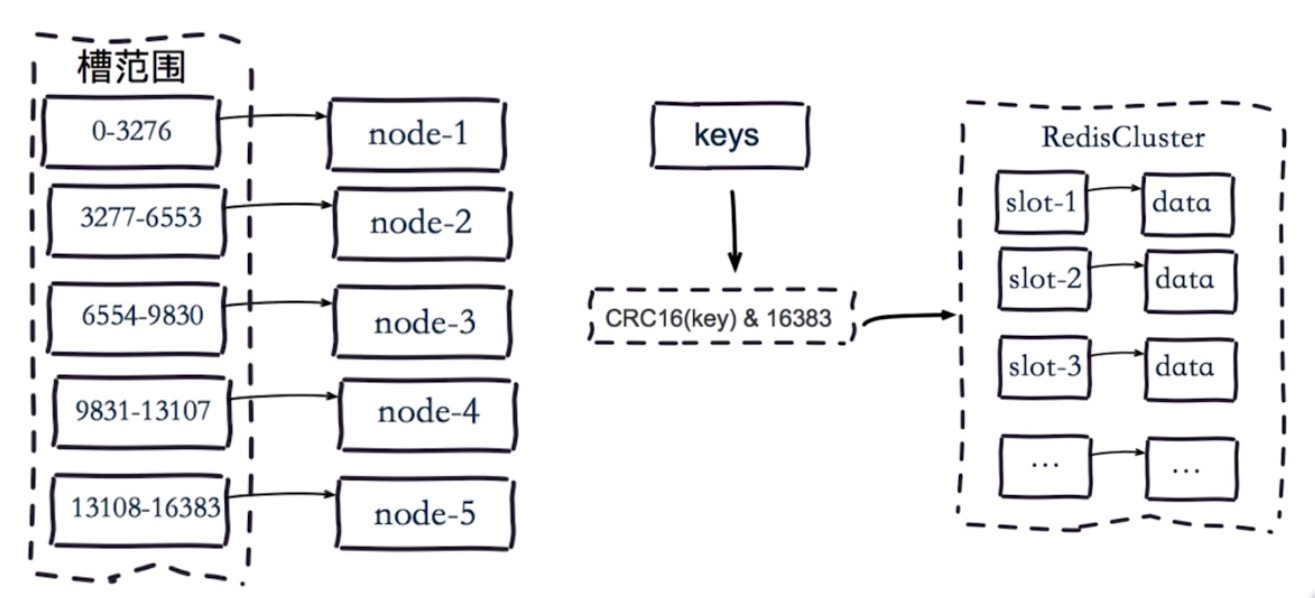 槽范围
0-3276
node-1
3277-6553
node-2
6554-9830
node-3
9831-13107
node-4
13108-16383
node-5
keys
CRC16(key) & 16383
RedisCluster
slot-1
data
slot-2
data
slot-3
data
...
...